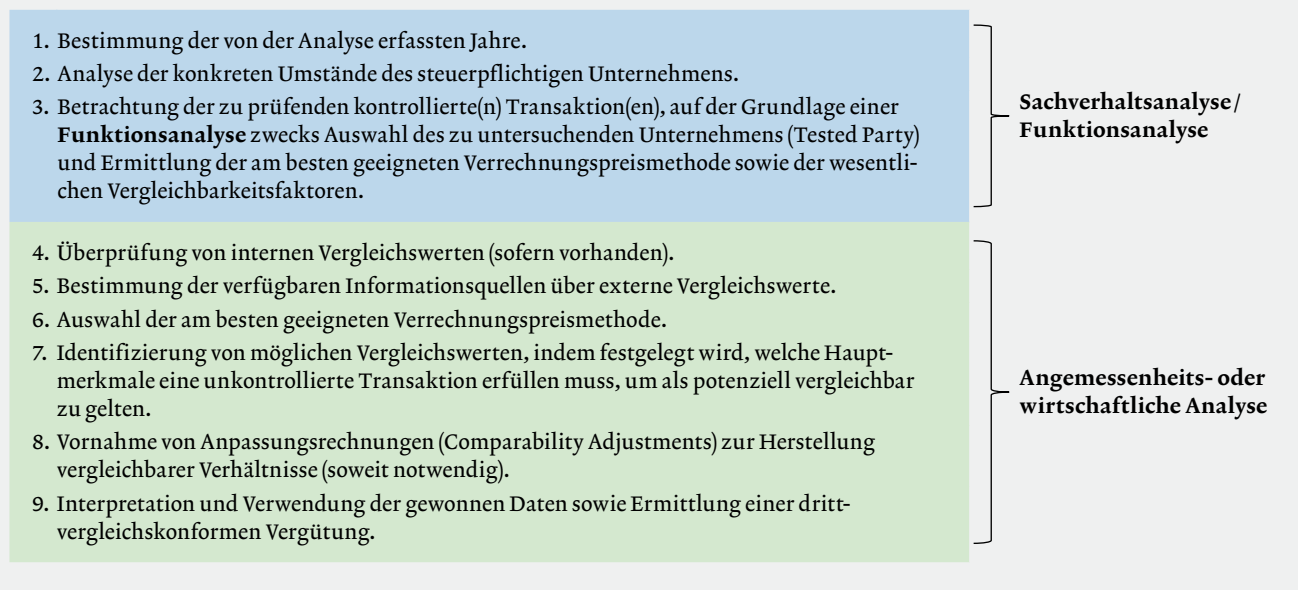 1. Bestimmung der von der Analyse erfassten Jahre.
2. Analyse der konkreten Umstände des steuerpflichtigen Unternehmens.
3. Betrachtung der zu prüfenden kontrollierte(n) Transaktion(en), auf der Grundlage einer
Funktionsanalyse zwecks Auswahl des zu untersuchenden Unternehmens (Tested Party)
und Ermittlung der am besten geeigneten Verrechnungspreismethode sowie der wesentli-
chen Vergleichbarkeitsfaktoren.
Sachverhaltsanalyse/
Funktionsanalyse
4. Überprüfung von internen Vergleichswerten (sofern vorhanden).
5. Bestimmung der verfügbaren Informationsquellen über externe Vergleichswerte.
6. Auswahl der am besten geeigneten Verrechnungspreismethode.
7. Identifizierung von möglichen Vergleichswerten, indem festgelegt wird, welche Haupt-
merkmale eine unkontrollierte Transaktion erfüllen muss, um als potenziell vergleichbar
zu gelten.
8. Vornahme von Anpassungsrechnungen (Comparability Adjustments) zur Herstellung
vergleichbarer Verhältnisse (soweit notwendig).
9. Interpretation und Verwendung der gewonnen Daten sowie Ermittlung einer dritt-
vergleichskonformen Vergütung.
Angemessenheits- oder
wirtschaftliche Analyse